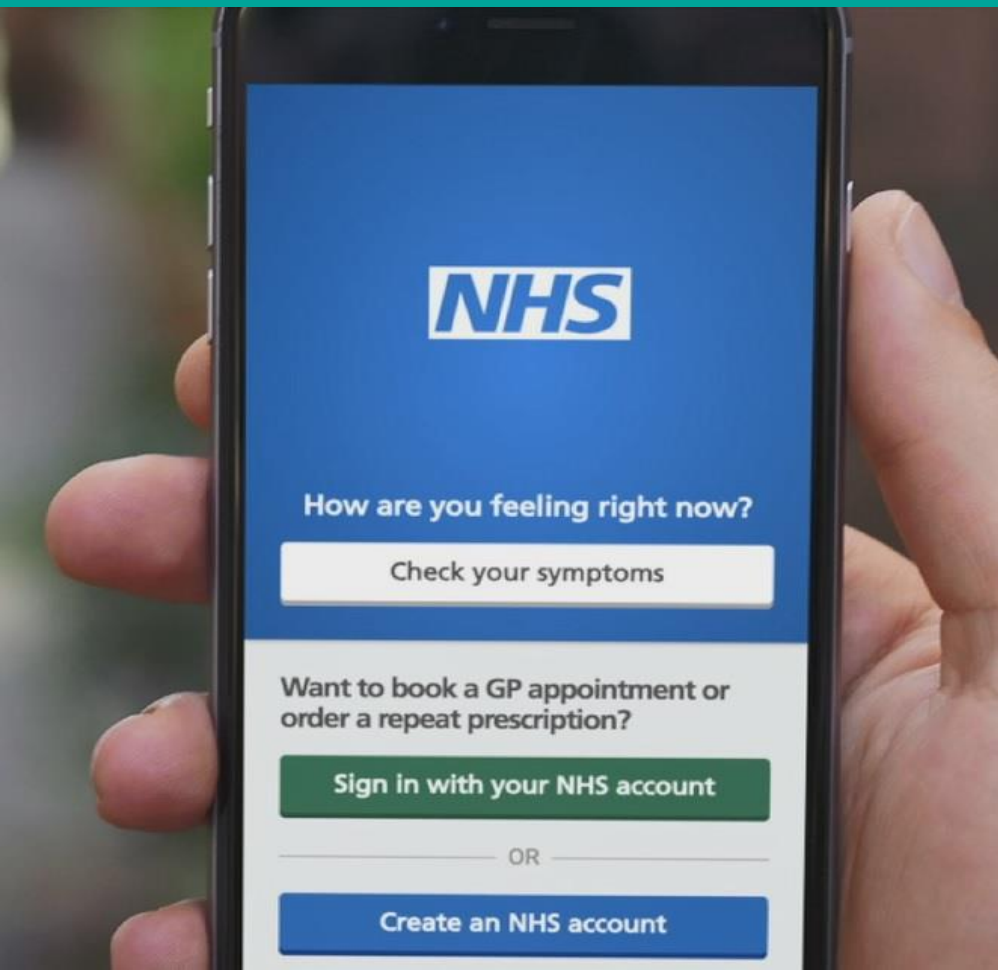 NHS
How are you feeling right now?
Check your symptoms
Want to book a GP appointment or
order a repeat prescription?
Sign in with your NHS account
OR
Create an NHS account